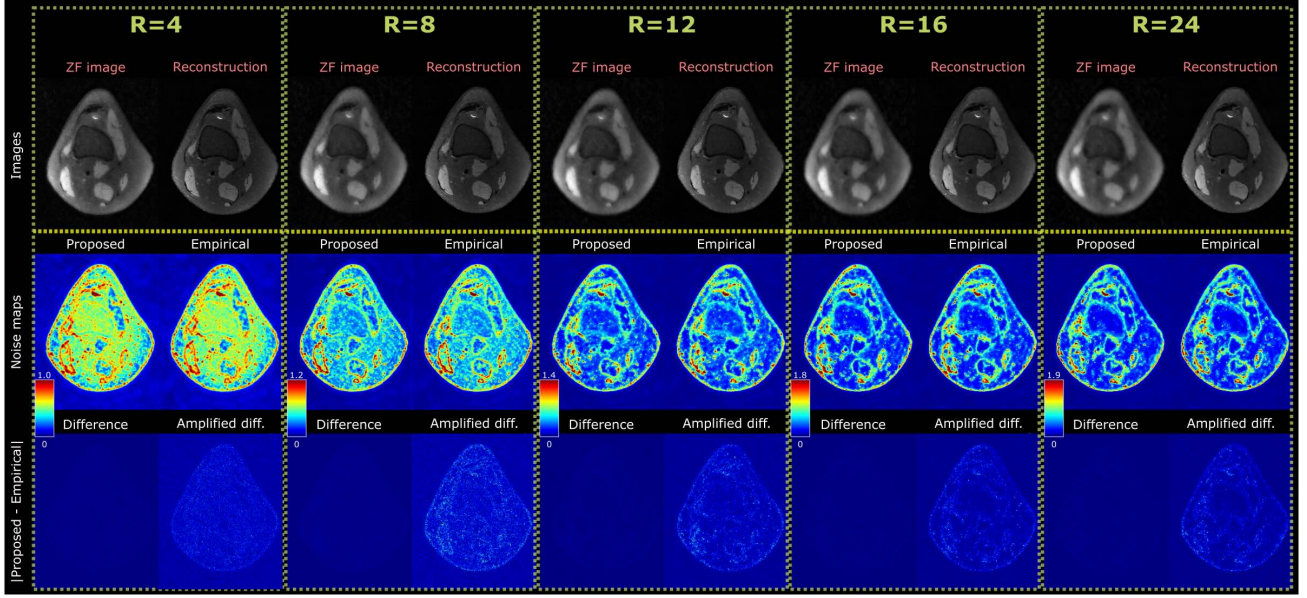 R=4 R=8 R=12 R=16 R=24
ZF image Reconstruction ZF image Reconstruction ZF image Reconstruction ZF image Reconstruction ZF image Reconstruction
Images
Proposed Empirical Proposed Empirical Proposed Empirical Proposed Empirical Proposed Empirical
Noise maps
1.0 1.2 1.4 1.8 1.9
Difference Amplified diff. Difference Amplified diff. Difference Amplified diff. Difference Amplified diff. Difference Amplified diff.
0 0 0 0 0
|Proposed - Empirical|